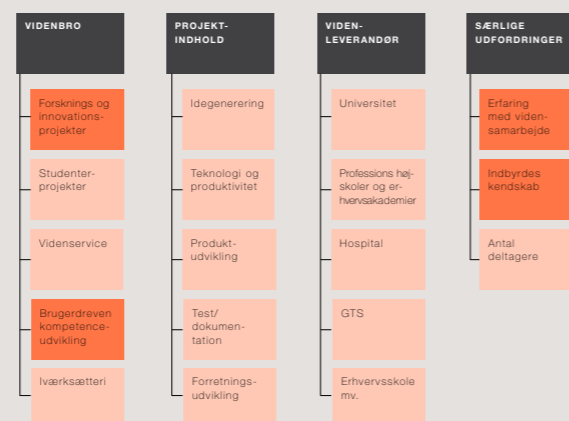 VIDENBRO
Forsknings og
innovations-
projekter
Studenter-
projekter
Videnservice
Brugerdreven
kompetence-
udvikling
Iværksætteri
PROJEKT-
INDHOLD
Idegenerering
Teknologi og
produktivitet
Produkt-
udvikling
Test/
dokumen-
tation
Forretnings-
udvikling
VIDEN-
LEVERANDØR
Universitet
Professions høj-
skoler og er-
hvervsakademier
Hospital
GTS
Erhvervsskole
mv.
SÆRLIGE
UDFORDRINGER
Erfaring
med viden-
samarbejde
Indbyrdes
kendskab
Antal
deltagere